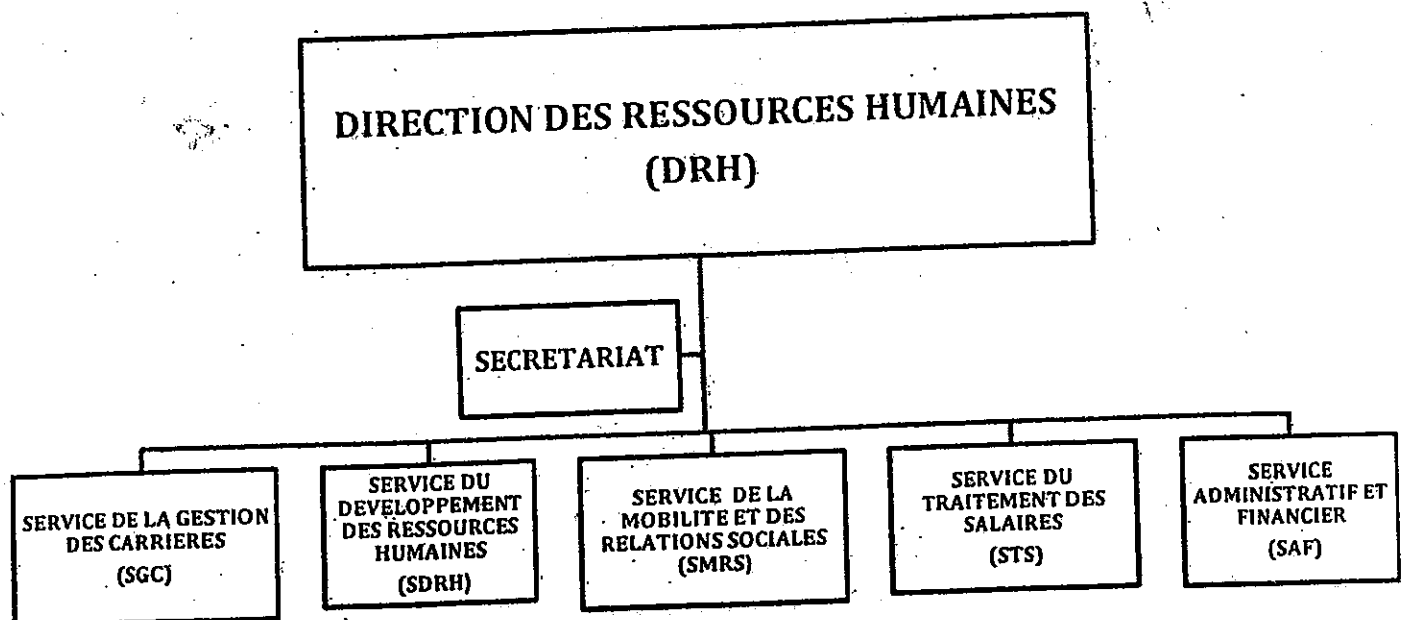 DIRECTION DES RESSOURCES HUMAINES
(DRH)
SECRETARIAT
SERVICE DE LA GESTION
DES CARRIERES
(SGC)
SERVICE DU
DEVELOPPEMENT
DES RESSOURCES
HUMAINES
(SDRH)
SERVICE DE LA
MOBILITE ET DES
RELATIONS SOCIALES
(SMRS)
SERVICE DU
TRAITEMENT DES
SALAIRES
(STS)
SERVICE
ADMINISTRATIF ET
FINANCIER
(SAF)